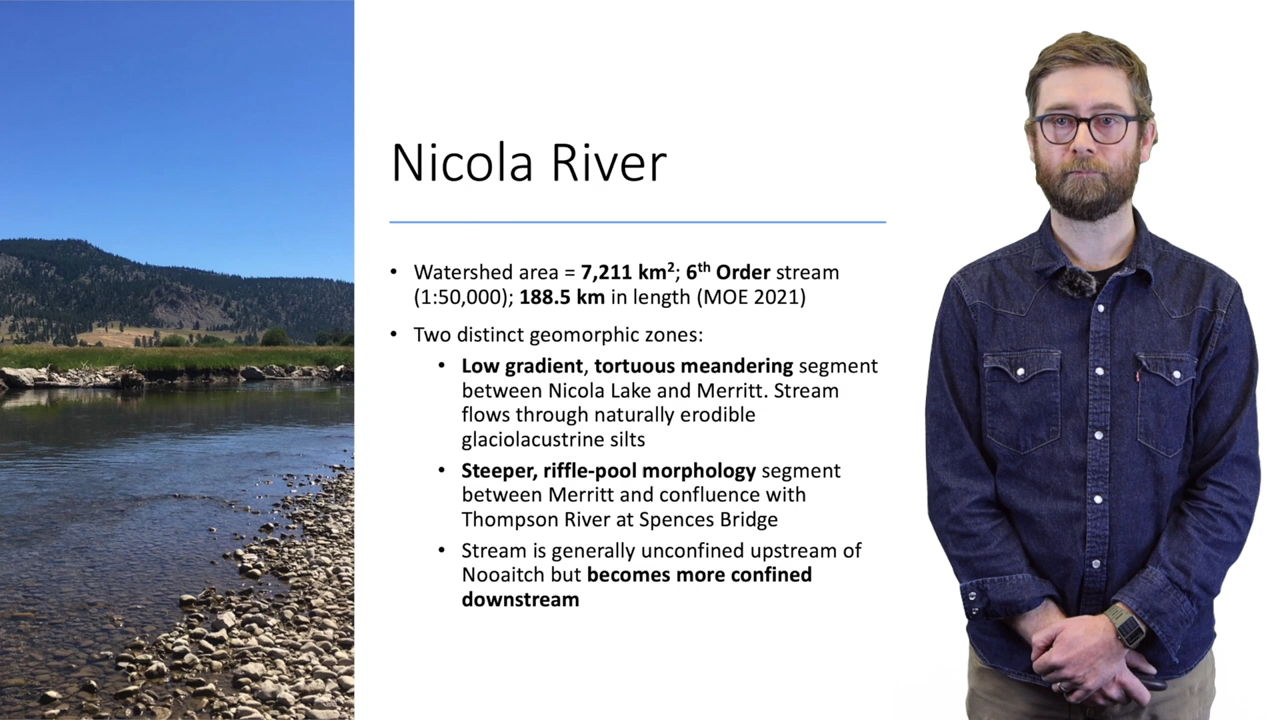 Nicola River
• Watershed area = 7,211 km²; 6th Order stream
(1:50,000); 188.5 km in length (MOE 2021)
• Two distinct geomorphic zones:
• Low gradient, tortuous meandering segment
between Nicola Lake and Merritt. Stream
flows through naturally erodible
glaciolacustrine silts
• Steeper, riffle-pool morphology segment
between Merritt and confluence with
Thompson River at Spences Bridge
• Stream is generally unconfined upstream of
Nooaitch but becomes more confined
downstream